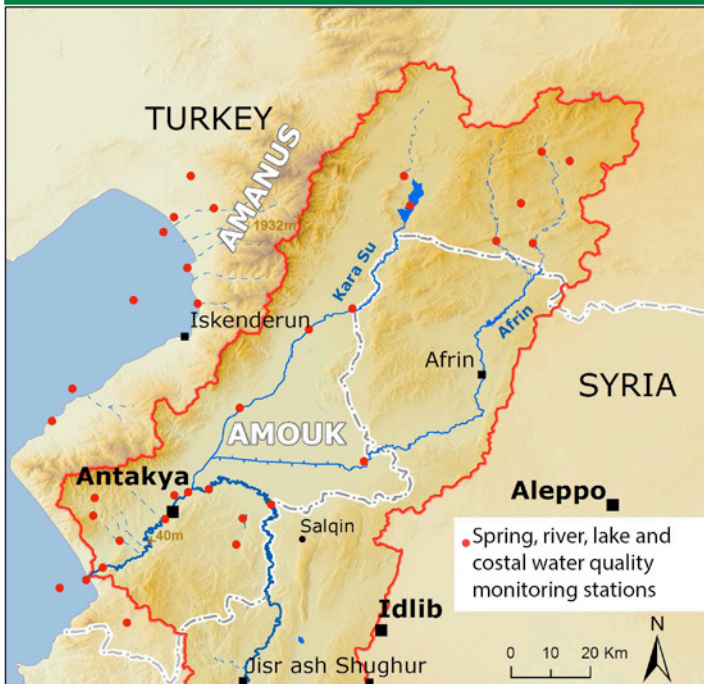 TURKEY
AMANUS
1932m
Kara Su
Iskenderun
Afrin
Afrin
SYRIA
AMOUK
Antakya
40m
Aleppo
Salqin
Spring, river, lake and
costal water quality
monitoring stations
Idlib
N
0 10 20 Km
Jisr ash Shughur